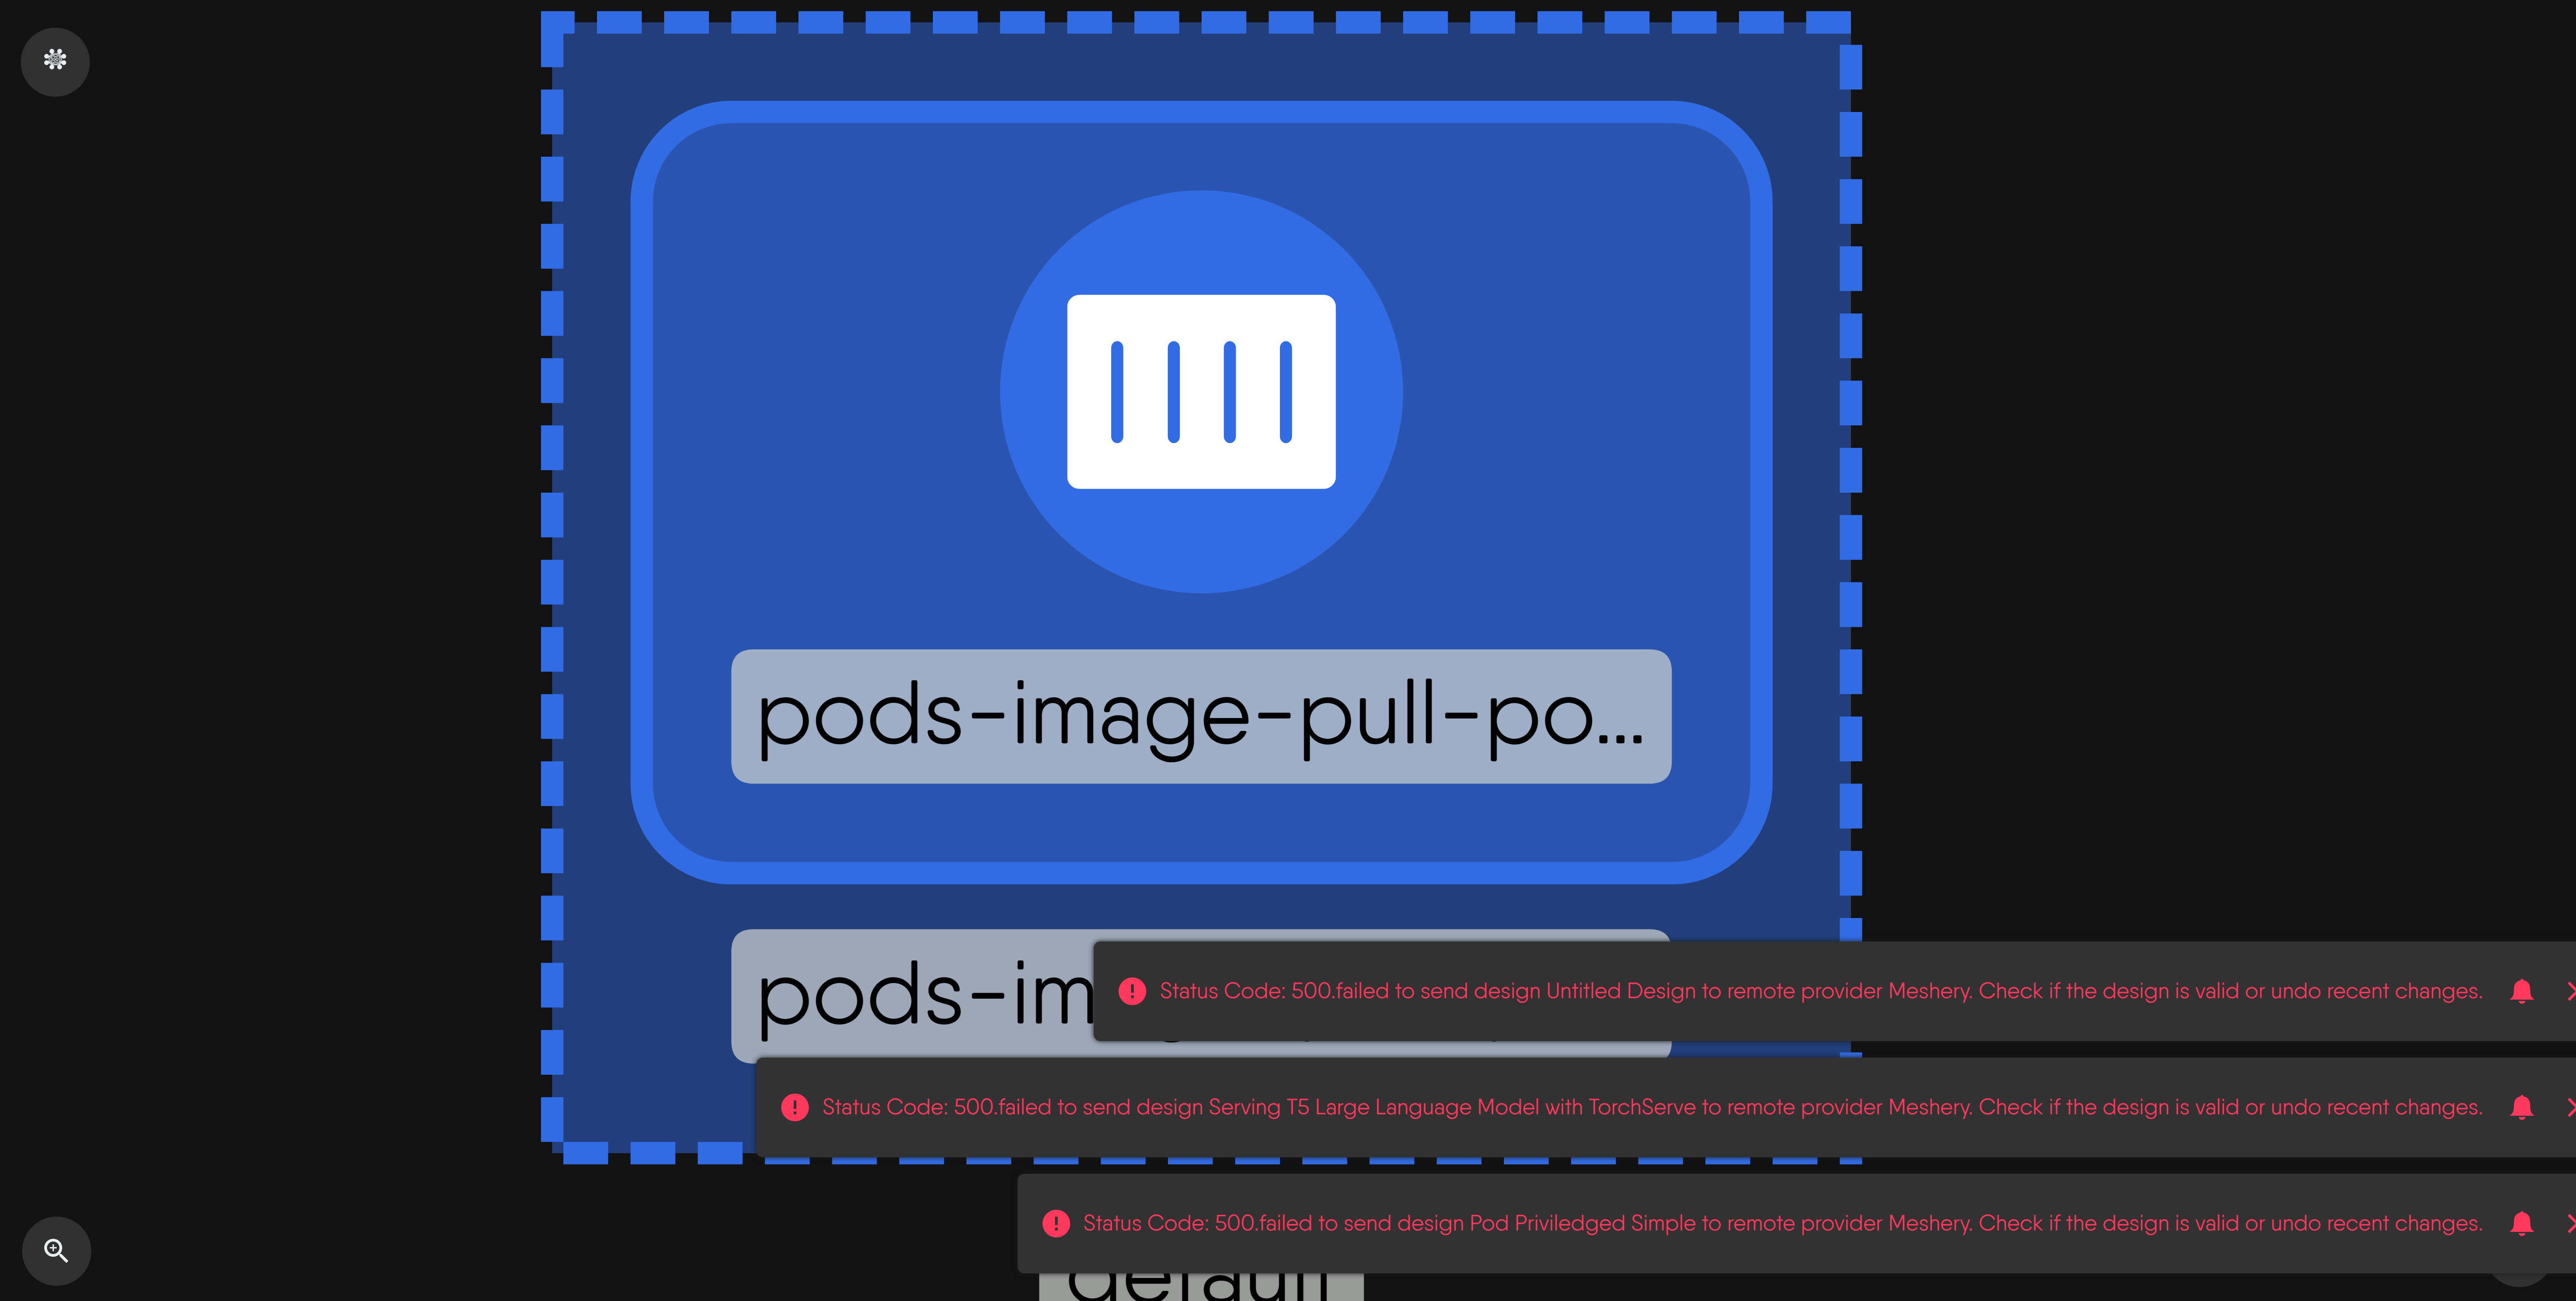 pods-image-pull-po...
pods-im
Status Code: 500.failed to send design Untitled Design to remote provider Meshery. Check if the design is valid or undo recent changes.
Status Code: 500.failed to send design Serving T5 Large Language Model with TorchServe to remote provider Meshery. Check if the design is valid or undo recent changes.
Status Code: 500.failed to send design Pod Priviledged Simple to remote provider Meshery. Check if the design is valid or undo recent changes.
default